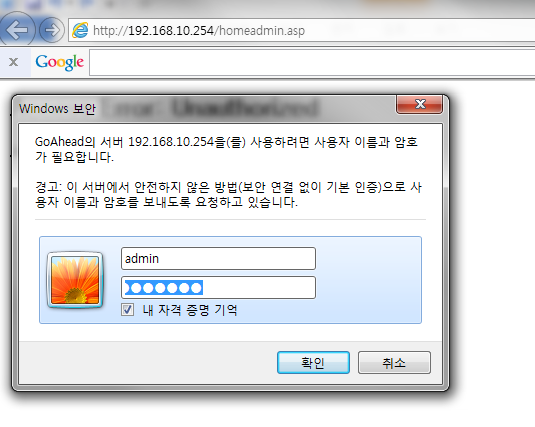 http://192.168.10.254/homeadmin.asp
x Google
Error: Unauthorized
Windows 보안
GoAhead의 서버 192.168.10.254을(를) 사용하려면 사용자 이름과 암호
가 필요합니다.
경고: 이 서버에서 안전하지 않은 방법(보안 연결 없이 기본 인증)으로 사
용자 이름과 암호를 보내도록 요청하고 있습니다.
admin
내 자격 증명 기억
확인
취소